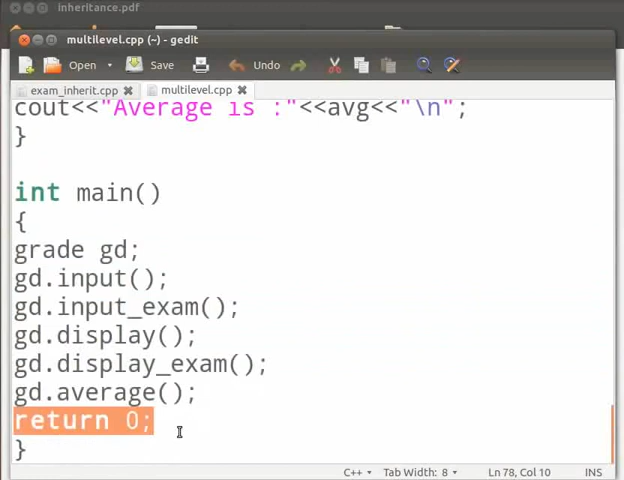 inheritance.pdf
multilevel.cpp (~) - gedit
Open Save Undo
exam_inherit.cpp multilevel.cpp
cout<<"Average is :"<<avg<<"\n";
}
int main()
{
grade gd;
gd.input();
gd.input_exam();
gd.display();
gd.display_exam();
gd.average();
return 0;
}
C++ Tab Width: 8 Ln 78, Col 10 INS